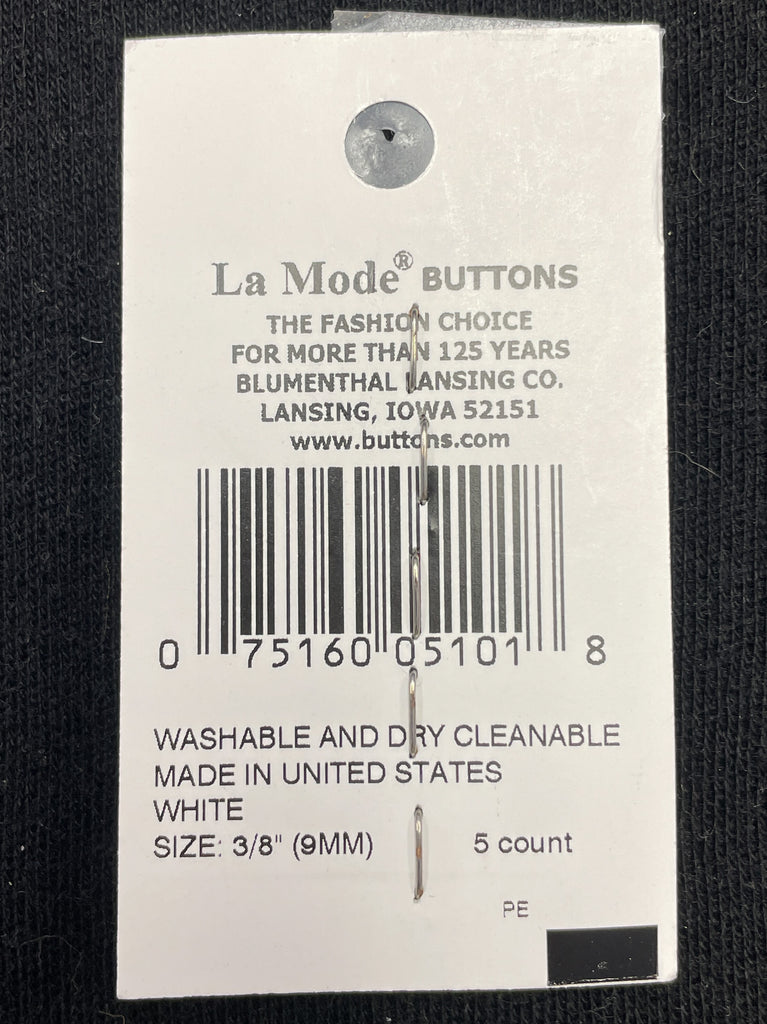 La Mode® BUTTONS
THE FASHION CHOICE
FOR MORE THAN 125 YEARS
BLUMENTHAL LANSING CO.
LANSING, IOWA 52151
www.buttons.com
0 75160 05101 8
WASHABLE AND DRY CLEANABLE
MADE IN UNITED STATES
WHITE
SIZE: 3/8" (9MM) 5 count
PE